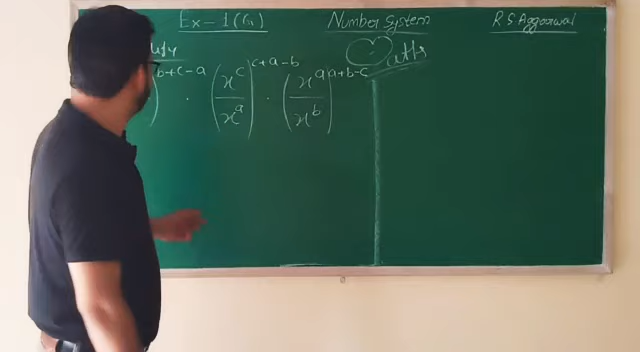 Ex-1(G) Number System R.S. Aggarwal
)^{b+c-a} · (x^c/x^a)^{c+a-b} · (x^a/x^b)^{a+b-c}